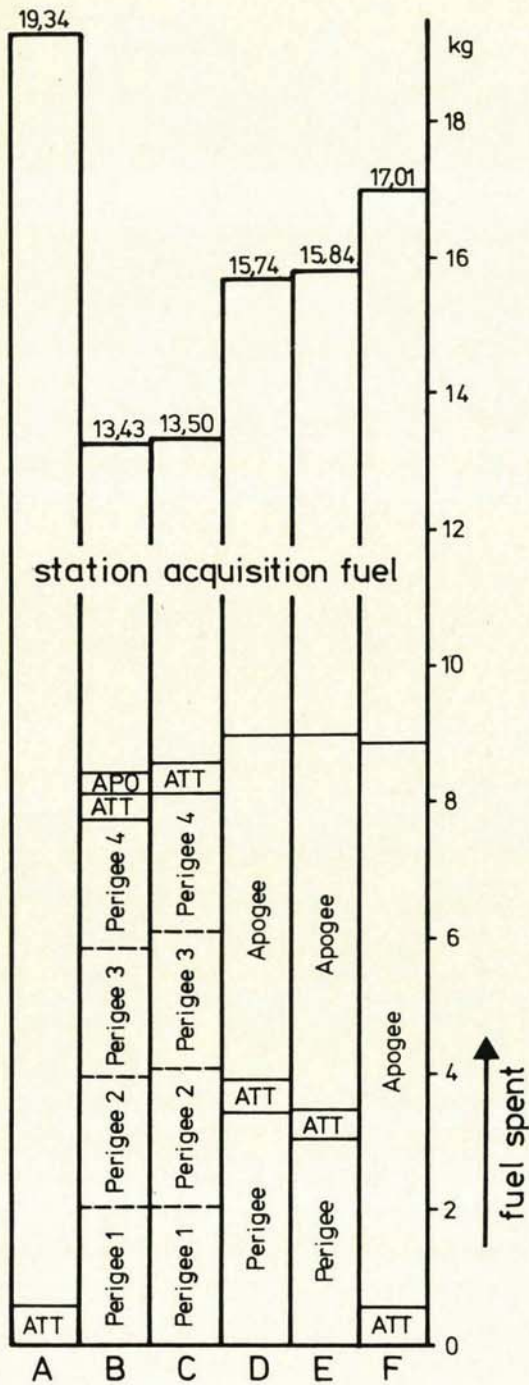 19,34
kg
18
17,01
16
15,74
15,84
14
13,43
13,50
12
station acquisition fuel
10
APO
ATT
ATT
8
Perigee 4
Perigee 4
Perigee 3
Perigee 3
Apogee
Apogee
6
Apogee
4
ATT
ATT
Perigee 2
Perigee 2
2
Perigee 1
Perigee 1
Perigee
Perigee
fuel spent
ATT
ATT
0
A B C D E F